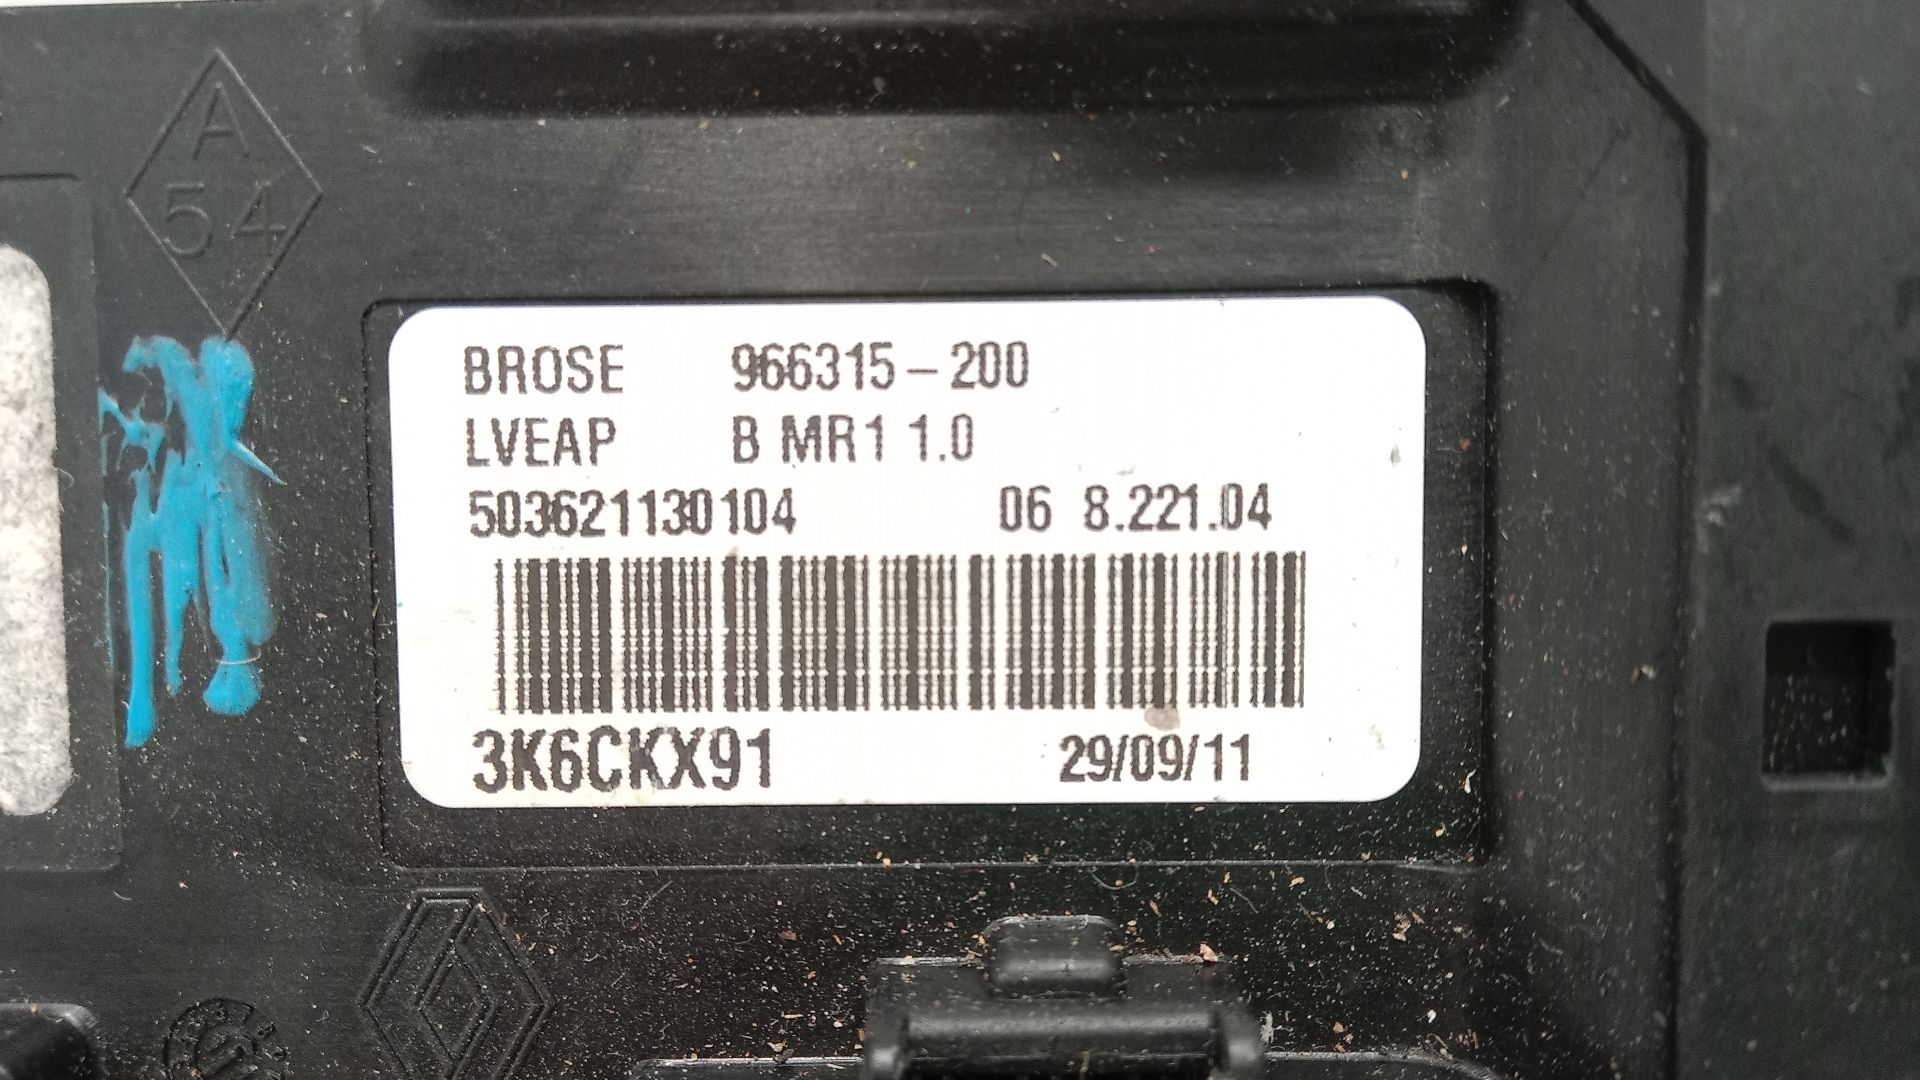 A
54
BROSE 966315-200
LVEAP B MR1 1.0
503621130104 06 8.221.04
3K6CKX91 29/09/11